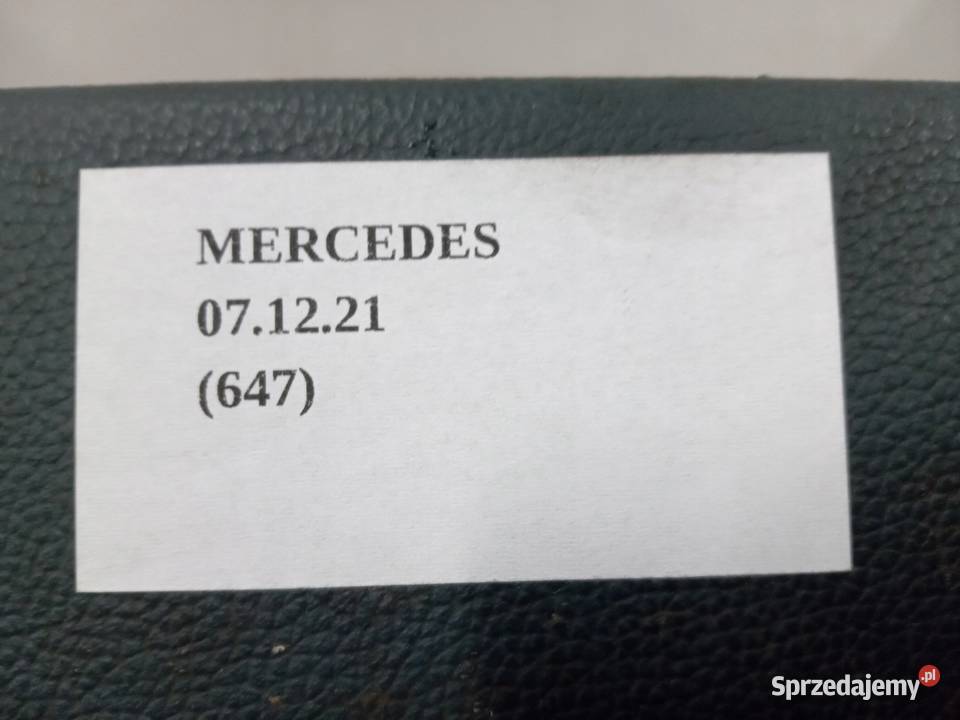 MERCEDES
07.12.21
(647)
Sprzedajemy.pl